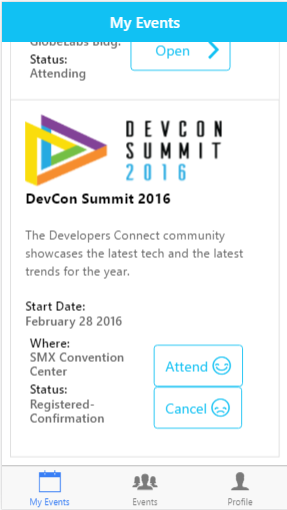 My Events
GlobeLabs Bldg.
Status:
Attending
Open
DEVCON
SUMMIT
2016
DevCon Summit 2016
The Developers Connect community
showcases the latest tech and the latest
trends for the year.
Start Date:
February 28 2016
Where:
SMX Convention
Center
Status:
Registered-
Confirmation
Attend
Cancel
My Events
Events
Profile